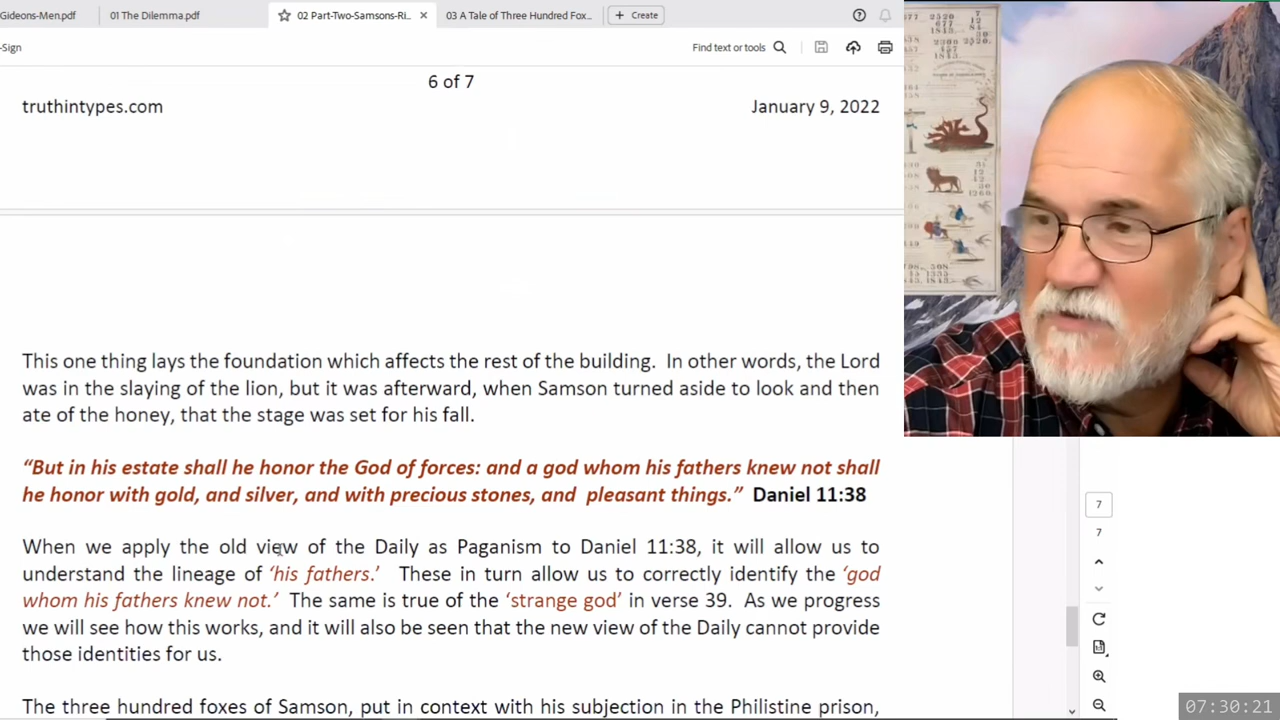 Gideons-Men.pdf
01 The Dilemma.pdf
02 Part-Two-Samsons-Ri...
03 A Tale of Three Hundred Fox...
Create
-Sign
Find text or tools
6 of 7
truthintypes.com
January 9, 2022
This one thing lays the foundation which affects the rest of the building. In other words, the Lord
was in the slaying of the lion, but it was afterward, when Samson turned aside to look and then
ate of the honey, that the stage was set for his fall.
“But in his estate shall he honor the God of forces: and a god whom his fathers knew not shall
he honor with gold, and silver, and with precious stones, and pleasant things.” Daniel 11:38
When we apply the old view of the Daily as Paganism to Daniel 11:38, it will allow us to
understand the lineage of ‘his fathers.’ These in turn allow us to correctly identify the ‘god
whom his fathers knew not.’ The same is true of the ‘strange god’ in verse 39. As we progress
we will see how this works, and it will also be seen that the new view of the Daily cannot provide
those identities for us.
The three hundred foxes of Samson, put in context with his subjection in the Philistine prison,
7
7
677 2520
677
1843
2520
457
1843
07:30:21